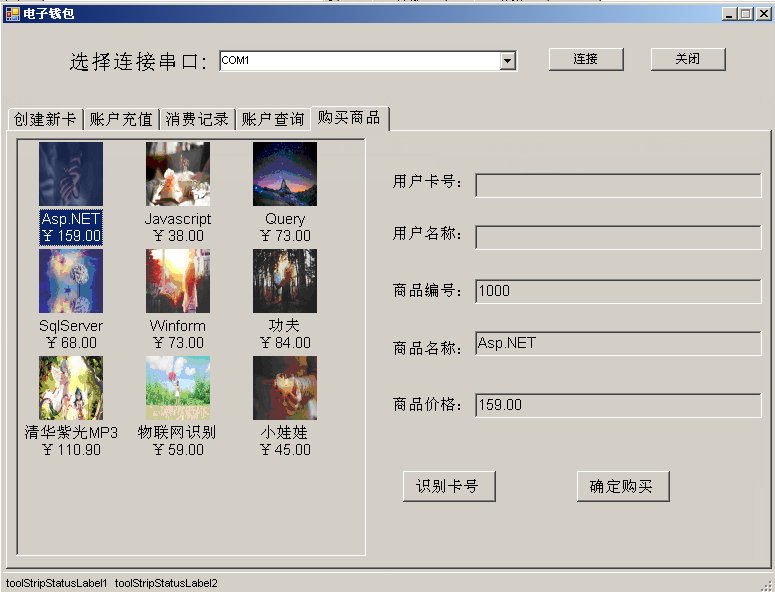 电子钱包
选择连接串口: COM1 连接 关闭
创建新卡 账户充值 消费记录 账户查询 购买商品
Asp.NET Javascript Query
￥159.00 ￥38.00 ￥73.00
SqlServer Winform 功夫
￥68.00 ￥73.00 ￥84.00
清华紫光MP3 物联网识别 小娃娃
￥110.90 ￥59.00 ￥45.00
用户卡号:
用户名称:
商品编号: 1000
商品名称: Asp.NET
商品价格: 159.00
识别卡号 确定购买
toolStripStatusLabel1 toolStripStatusLabel2